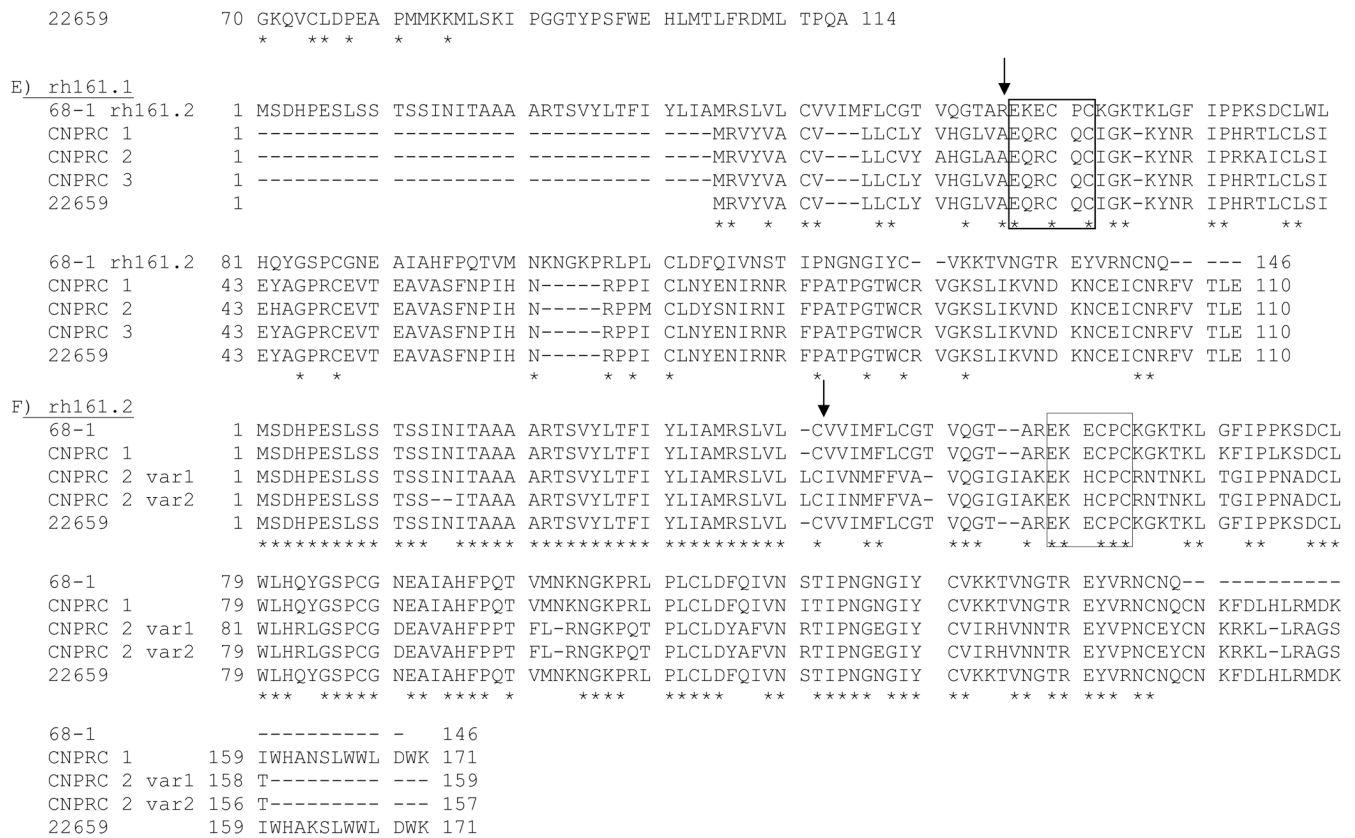 22659 70 GKQVCLDPEA PMMKKMLSKI PGGTYPSFWE HLMTLFRDML TPQA 114
* ** * * *
E) rh161.1
68-1 rh161.2 1 MSDHPESLSS TSSINITAAA ARTSVYLTFI YLIAMRSLVL CVVIMFLCGT VQGTAREKEC PCKGKTKLGF IPPKSDCLWL
CNPRC 1 1 ---------- ---------- ---------- ----MRVYVA CV---LLCLY VHGLVAEQRC QCIGK-KYNR IPHRTLCLSI
CNPRC 2 1 ---------- ---------- ---------- ----MRVYVA CV---LLCVY AHGLAAEQRC QCIGK-KYNR IPRKAICLSI
CNPRC 3 1 ---------- ---------- ---------- ----MRVYVA CV---LLCLY VHGLVAEQRC QCIGK-KYNR IPHRTLCLSI
22659 1 MRVYVA CV---LLCLY VHGLVAEQRC QCIGK-KYNR IPHRTLCLSI
** * ** ** * ** * * ** ** **
68-1 rh161.2 81 HQYGSPCGNE AIAHFPQTVM NKNGKPRLPL CLDFQIVNST IPNGNGIYC- -VKKTVNGTR EYVRNCNQ-- --- 146
CNPRC 1 43 EYAGPRCEVT EAVASFNPIH N-----RPPI CLNYENIRNR FPATPGTWCR VGKSLIKVND KNCEICNRFV TLE 110
CNPRC 2 43 EHAGPRCEVT EAVASFNPIH N-----RPPM CLDYSNIRNI FPATPGTWCR VGKSLIKVND KNCEICNRFV TLE 110
CNPRC 3 43 EYAGPRCEVT EAVASFNPIH N-----RPPI CLNYENIRNR FPATPGTWCR VGKSLIKVND KNCEICNRFV TLE 110
22659 43 EYAGPRCEVT EAVASFNPIH N-----RPPI CLNYENIRNR FPATPGTWCR VGKSLIKVND KNCEICNRFV TLE 110
* * * * * * * * * * **
F) rh161.2
68-1 1 MSDHPESLSS TSSINITAAA ARTSVYLTFI YLIAMRSLVL -CVVIMFLCGT VQGT--AREK ECPCKGKTKL GFIPPKSDCL
CNPRC 1 1 MSDHPESLSS TSSINITAAA ARTSVYLTFI YLIAMRSLVL -CVVIMFLCGT VQGT--AREK ECPCKGKTKL KFIPLKSDCL
CNPRC 2 var1 1 MSDHPESLSS TSSINITAAA ARTSVYLTFI YLIAMRSLVL LCIVNMFFVA- VQGIGIAKEK HCPCRNTNKL TGIPPNADCL
CNPRC 2 var2 1 MSDHPESLSS TSS--ITAAA ARTSVYLTFI YLIAMRSLVL LCIINMFFVA- VQGIGIAKEK HCPCRNTNKL TGIPPNADCL
22659 1 MSDHPESLSS TSSINITAAA ARTSVYLTFI YLIAMRSLVL -CVVIMFLCGT VQGT--AREK ECPCKGKTKL GFIPPKSDCL
********** *** ***** ********** ********** * ** *** * ** *** ** ** ***
68-1 79 WLHQYGSPCG NEAIAHFPQT VMNKNGKPRL PLCLDFQIVN STIPNGNGIY CVKKTVNGTR EYVRNCNQ-- ----------
CNPRC 1 79 WLHQYGSPCG NEAIAHFPQT VMNKNGKPRL PLCLDFQIVN ITIPNGNGIY CVKKTVNGTR EYVRNCNQCN KFDLHLRMDK
CNPRC 2 var1 81 WLHRLGSPCG DEAVAHFPPT FL-RNGKPQT PLCLDYAFVN RTIPNGEGIY CVIRHVNNTR EYVPNCEYCN KRKL-LRAGS
CNPRC 2 var2 79 WLHRLGSPCG DEAVAHFPPT FL-RNGKPQT PLCLDYAFVN RTIPNGEGIY CVIRHVNNTR EYVPNCEYCN KRKL-LRAGS
22659 79 WLHQYGSPCG NEAIAHFPQT VMNKNGKPRL PLCLDFQIVN STIPNGNGIY CVKKTVNGTR EYVRNCNQCN KFDLHLRMDK
*** ***** ** **** * **** ***** ** ***** *** ** ** ** *** **
68-1 ---------- - 146
CNPRC 1 159 IWHANSLWWL DWK 171
CNPRC 2 var1 158 T--------- --- 159
CNPRC 2 var2 156 T--------- --- 157
22659 159 IWHAKSLWWL DWK 171